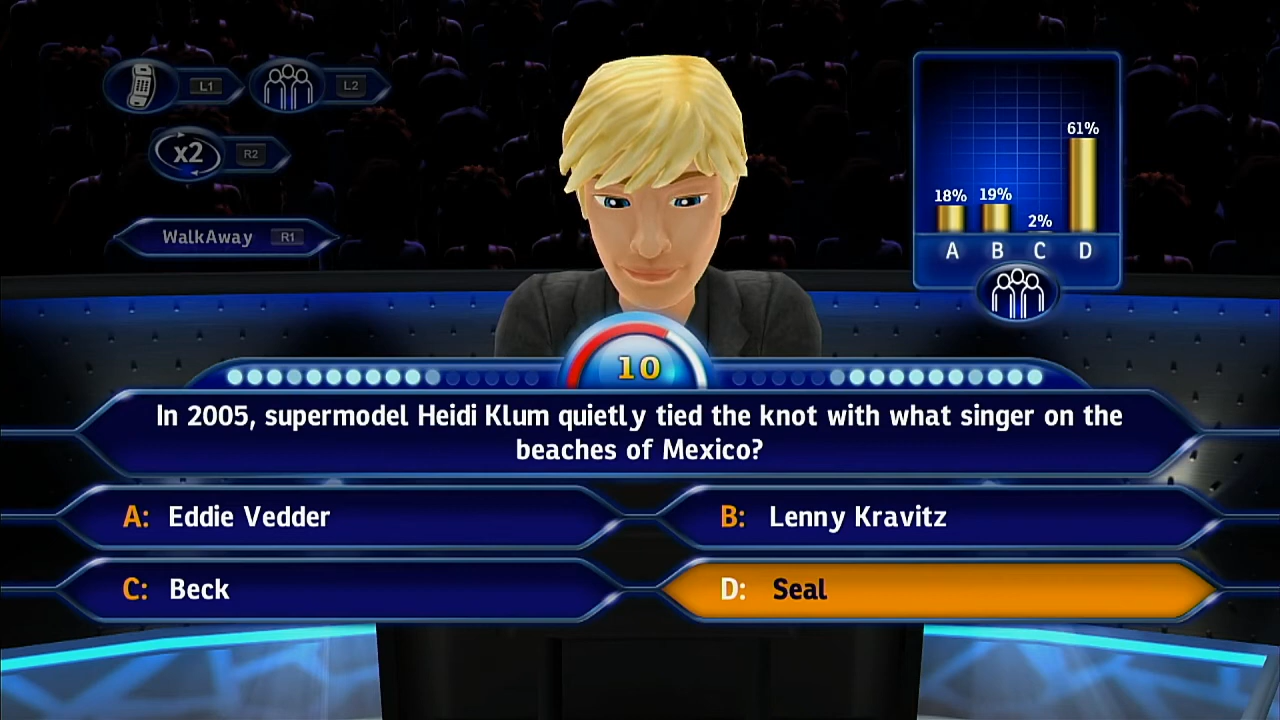 L1
L2
x2
R2
WalkAway R1
61%
18% 19%
2%
A B C D
10
In 2005, supermodel Heidi Klum quietly tied the knot with what singer on the
beaches of Mexico?
A: Eddie Vedder
B: Lenny Kravitz
C: Beck
D: Seal